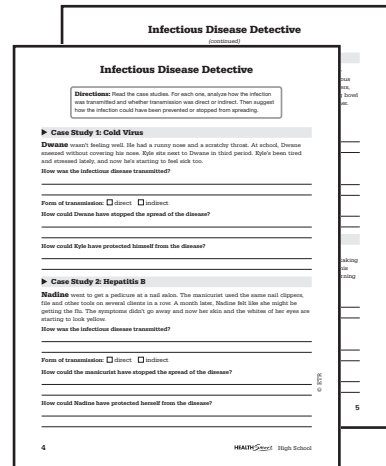 Infectious Disease Detective
(continued)
Infectious Disease Detective
Directions: Read the case studies. For each one, analyze how the infection
was transmitted and whether transmission was direct or indirect. Then suggest
how the infection could have been prevented or stopped from spreading.
▶ Case Study 1: Cold Virus
Dwane wasn't feeling well. He had a runny nose and a scratchy throat. At school, Dwane
sneezed without covering his nose. Kyle sits next to Dwane in third period. Kyle's been tired
and stressed lately, and now he's starting to feel sick too.
How was the infectious disease transmitted?
Form of transmission: ☐ direct ☐ indirect
How could Dwane have stopped the spread of the disease?
How could Kyle have protected himself from the disease?
▶ Case Study 2: Hepatitis B
Nadine went to get a pedicure at a nail salon. The manicurist used the same nail clippers,
file and other tools on several clients in a row. A month later, Nadine felt like she might be
getting the flu. The symptoms didn't go away and now her skin and the whites of her eyes are
starting to look yellow.
How was the infectious disease transmitted?
Form of transmission: ☐ direct ☐ indirect
How could the manicurist have stopped the spread of the disease?
How could Nadine have protected herself from the disease?
© ETR
4
HEALTHSmart High School
bowl
aking
5